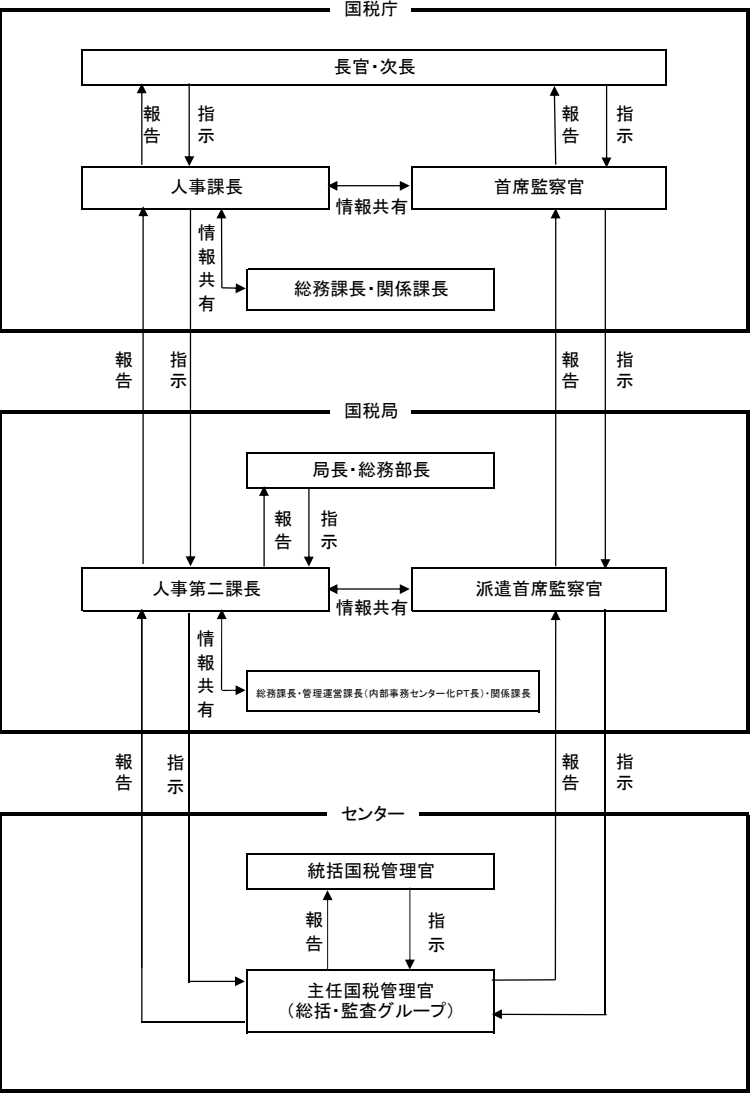 国税庁
長官・次長
報告
指示
報告
指示
人事課長
首席監察官
情報共有
情報共有
総務課長・関係課長
報告
指示
報告
指示
国税局
局長・総務部長
報告
指示
人事第二課長
派遣首席監察官
情報共有
情報共有
総務課長・管理運営課長（内部事務センター化PT長）・関係課長
報告
指示
報告
指示
センター
統括国税管理官
報告
指示
主任国税管理官
（総括・監査グループ）